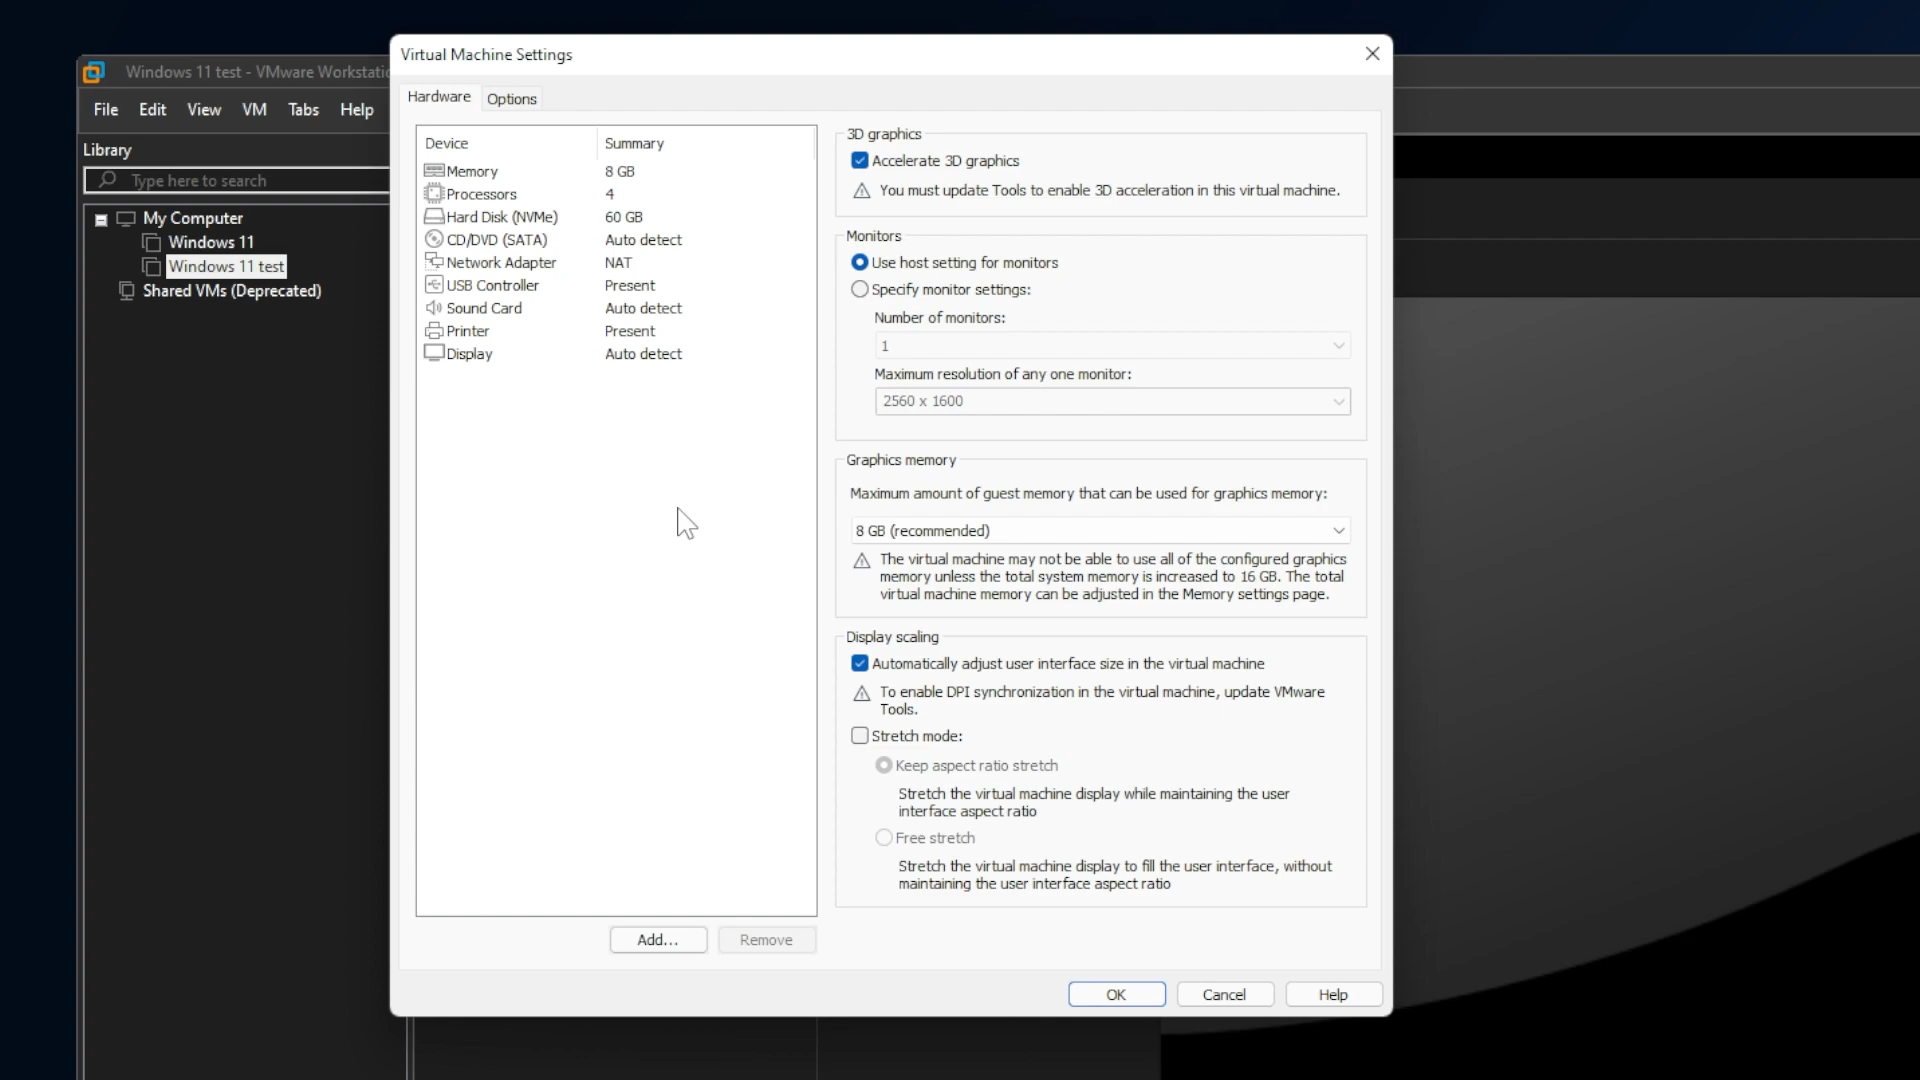 Windows 11 test - VMware Workstatio
File Edit View VM Tabs Help
Library
Type here to search
My Computer
Windows 11
Windows 11 test
Shared VMs (Deprecated)
Virtual Machine Settings
Hardware Options
Device Summary
Memory 8 GB
Processors 4
Hard Disk (NVMe) 60 GB
CD/DVD (SATA) Auto detect
Network Adapter NAT
USB Controller Present
Sound Card Auto detect
Printer Present
Display Auto detect
Add...
Remove
3D graphics
Accelerate 3D graphics
You must update Tools to enable 3D acceleration in this virtual machine.
Monitors
Use host setting for monitors
Specify monitor settings:
Number of monitors:
1
Maximum resolution of any one monitor:
2560 x 1600
Graphics memory
Maximum amount of guest memory that can be used for graphics memory:
8 GB (recommended)
The virtual machine may not be able to use all of the configured graphics
memory unless the total system memory is increased to 16 GB. The total
virtual machine memory can be adjusted in the Memory settings page.
Display scaling
Automatically adjust user interface size in the virtual machine
To enable DPI synchronization in the virtual machine, update VMware
Tools.
Stretch mode:
Keep aspect ratio stretch
Stretch the virtual machine display while maintaining the user
interface aspect ratio
Free stretch
Stretch the virtual machine display to fill the user interface, without
maintaining the user interface aspect ratio
OK
Cancel
Help